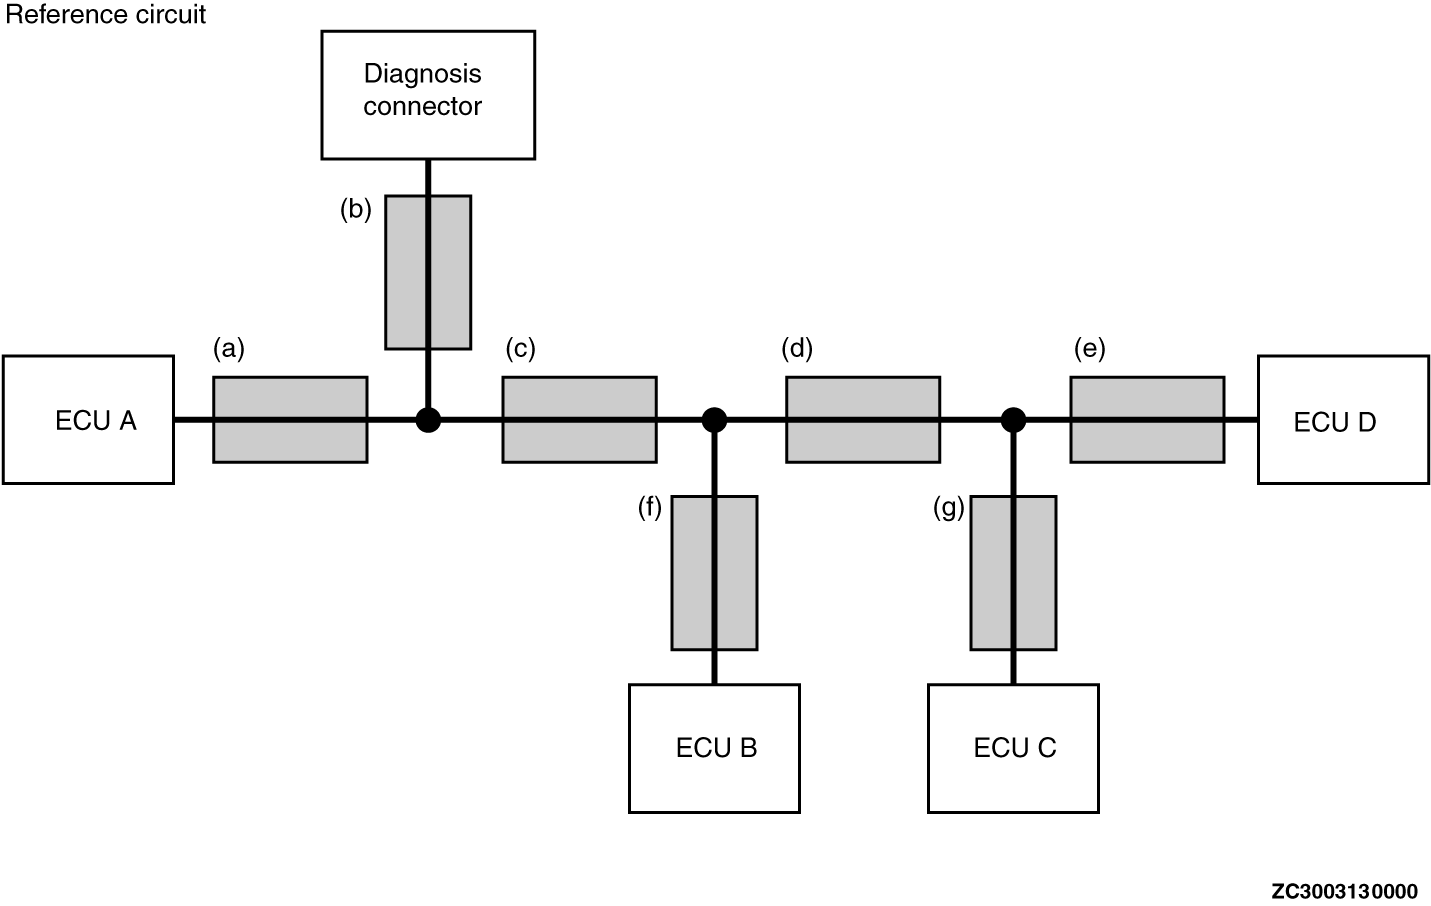 Reference circuit
Diagnosis
connector
(b)
(a)
(c)
(d)
(e)
ECU A
ECU D
(f)
(g)
ECU B
ECU C
ZC3003130000